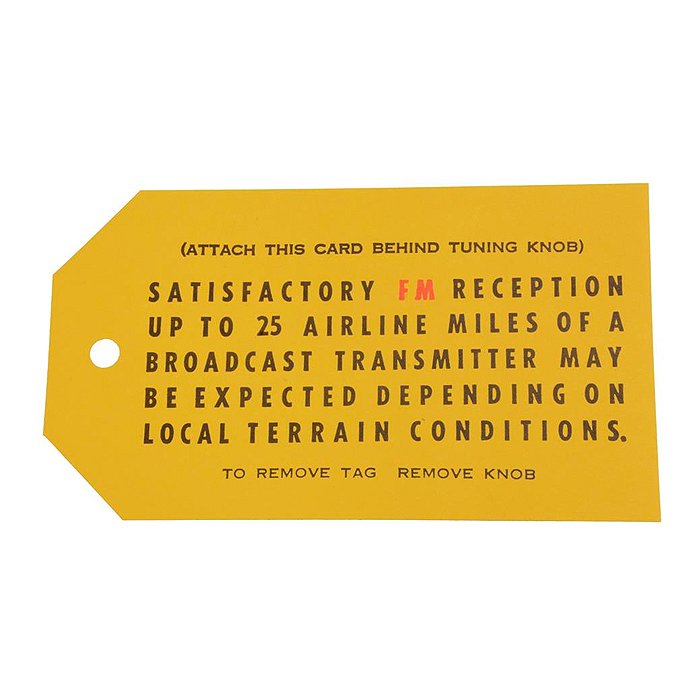 (ATTACH THIS CARD BEHIND TUNING KNOB)
SATISFACTORY FM RECEPTION
UP TO 25 AIRLINE MILES OF A
BROADCAST TRANSMITTER MAY
BE EXPECTED DEPENDING ON
LOCAL TERRAIN CONDITIONS.
TO REMOVE TAG REMOVE KNOB